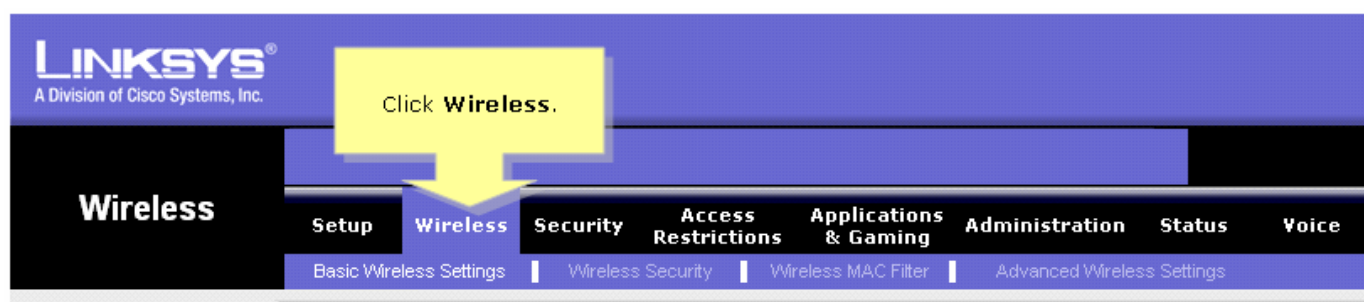 LINKSYS®
A Division of Cisco Systems, Inc.
Click Wireless.
Wireless
Setup Wireless Security Access Restrictions Applications & Gaming Administration Status Voice
Basic Wireless Settings Wireless Security Wireless MAC Filter Advanced Wireless Settings